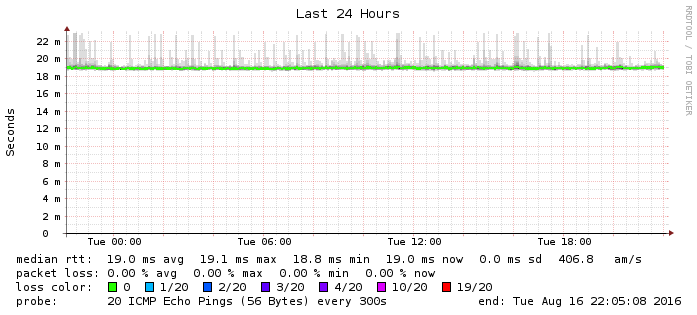 Last 24 Hours
RRDTOOL / TOBI OETIKER
Seconds
22 m
20 m
18 m
16 m
14 m
12 m
10 m
8 m
6 m
4 m
2 m
0
Tue 00:00 Tue 06:00 Tue 12:00 Tue 18:00
median rtt: 19.0 ms avg 19.1 ms max 18.8 ms min 19.0 ms now 0.0 ms sd 406.8 am/s
packet loss: 0.00 % avg 0.00 % max 0.00 % min 0.00 % now
loss color: 0 1/20 2/20 3/20 4/20 10/20 19/20
probe: 20 ICMP Echo Pings (56 Bytes) every 300s end: Tue Aug 16 22:05:08 2016